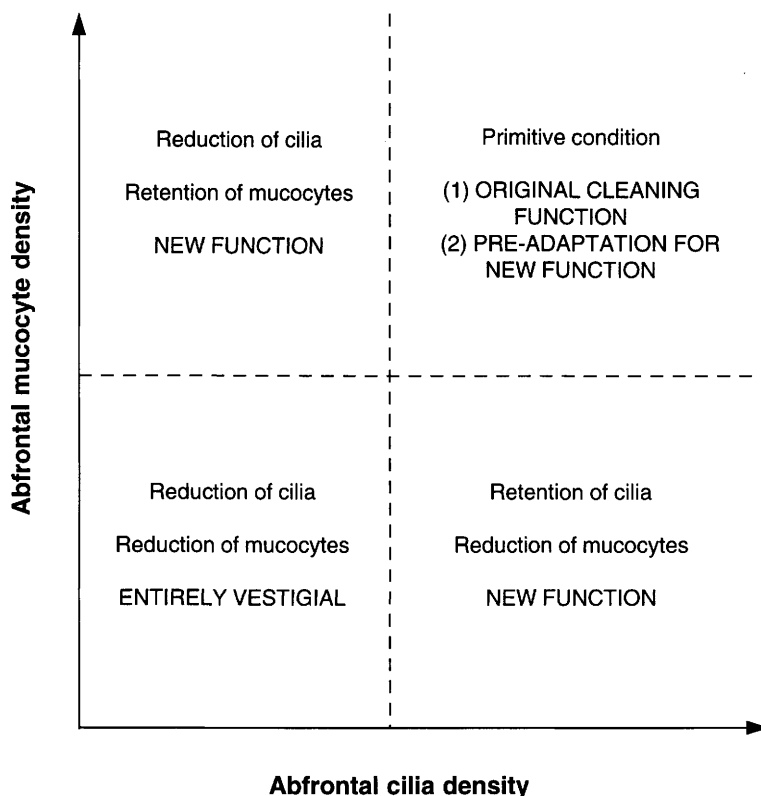 Abfrontal mucocyte density
Reduction of cilia
Retention of mucocytes
NEW FUNCTION
Primitive condition
(1) ORIGINAL CLEANING
FUNCTION
(2) PRE-ADAPTATION FOR
NEW FUNCTION
Reduction of cilia
Reduction of mucocytes
ENTIRELY VESTIGIAL
Retention of cilia
Reduction of mucocytes
NEW FUNCTION
Abfrontal cilia density